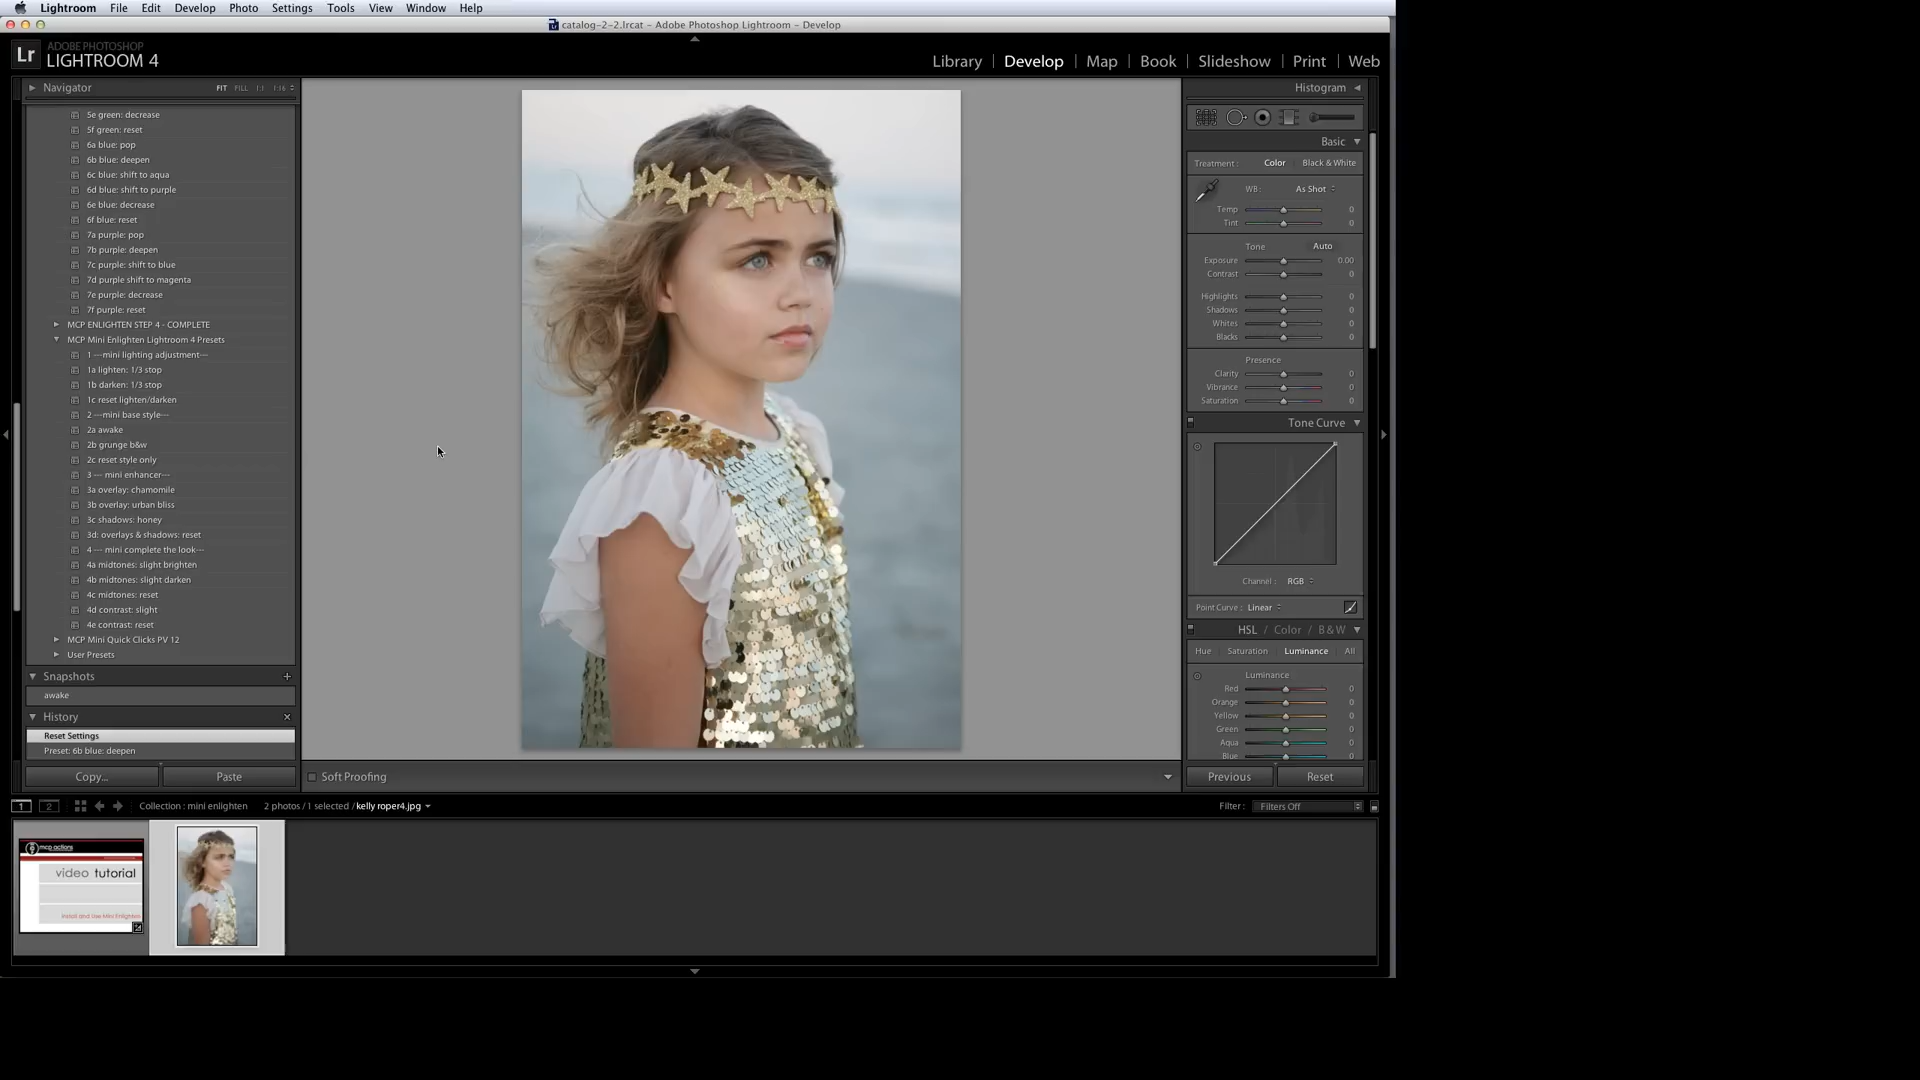 Lightroom File Edit Develop Photo Settings Tools View Window Help
catalog-2-2.lrcat - Adobe Photoshop Lightroom - Develop
Lr ADOBE PHOTOSHOP
LIGHTROOM 4
Library | Develop | Map | Book | Slideshow | Print | Web
Navigator FIT FILL 1:1 1:16
5e green: decrease
5f green: reset
6a blue: pop
6b blue: deepen
6c blue: shift to aqua
6d blue: shift to purple
6e blue: decrease
6f blue: reset
7a purple: pop
7b purple: deepen
7c purple: shift to blue
7d purple shift to magenta
7e purple: decrease
7f purple: reset
MCP ENLIGHTEN STEP 4 - COMPLETE
MCP Mini Enlighten Lightroom 4 Presets
1 ---mini lighting adjustment---
1a lighten: 1/3 stop
1b darken: 1/3 stop
1c reset lighten/darken
2 ---mini base style---
2a awake
2b grunge b&w
2c reset style only
3 --- mini enhancer---
3a overlay: chamomile
3b overlay: urban bliss
3c shadows: honey
3d: overlays & shadows: reset
4 --- mini complete the look---
4a midtones: slight brighten
4b midtones: slight darken
4c midtones: reset
4d contrast: slight
4e contrast: reset
MCP Mini Quick Clicks PV 12
User Presets
Snapshots +
awake
History ×
Reset Settings
Preset: 6b blue: deepen
Copy... Paste
Soft Proofing
Histogram
Basic
Treatment : Color Black & White
WB: As Shot
Temp 0
Tint 0
Tone Auto
Exposure 0.00
Contrast 0
Highlights 0
Shadows 0
Whites 0
Blacks 0
Presence
Clarity 0
Vibrance 0
Saturation 0
Tone Curve
Channel : RGB
Point Curve : Linear
HSL / Color / B & W
Hue Saturation Luminance All
Luminance
Red 0
Orange 0
Yellow 0
Green 0
Aqua 0
Blue 0
Previous Reset
1 2 Collection : mini enlighten 2 photos / 1 selected / kelly roper4.jpg Filter : Filters Off
mcp actions
video tutorial
Install and Use Mini Enlighten